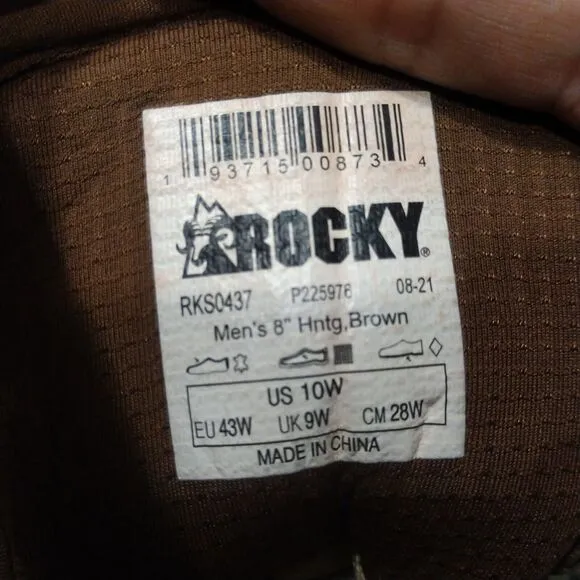 1 93715 00873 4
ROCKY®
RKS0437 P225978 08-21
Men's 8" Hntg,Brown
US 10W
EU 43W UK 9W CM 28W
MADE IN CHINA